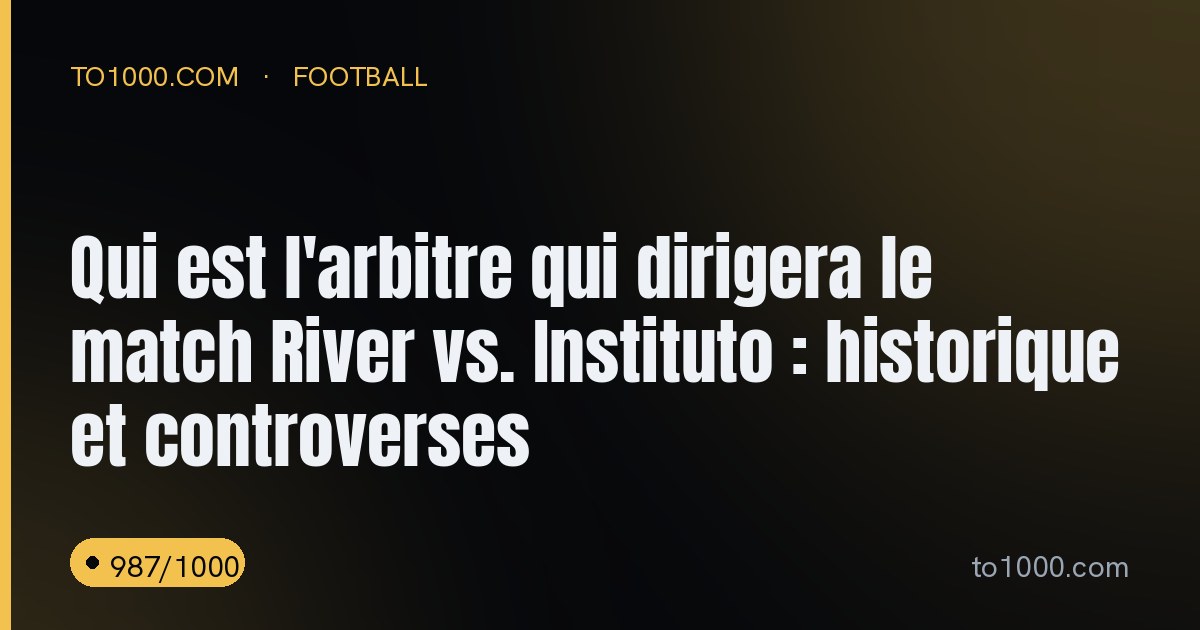 TO1000.COM · FOOTBALL
Qui est l'arbitre qui dirigera le
match River vs. Instituto : historique
et controverses
987/1000
to1000.com